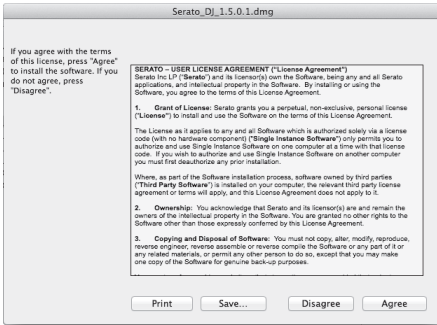 Serato_DJ_1.5.0.1.dmg
If you agree with the terms
of this license, press "Agree"
to install the software. If you
do not agree, press
"Disagree".
SERATO – USER LICENSE AGREEMENT ("License Agreement")
Serato Inc LP ("Serato") and its licensor(s) own the Software, being any and all Serato
applications, and intellectual property in the Software. By installing or using the
Software, you agree to the terms of this License Agreement.
1. Grant of License: Serato grants you a perpetual, non-exclusive, personal license
("License") to install and use the Software on the terms of this License Agreement.
The License as it applies to any and all Software which is authorized solely via a license
code (with no hardware component) ("Single Instance Software") only permits you to
authorize and use Single Instance Software on one computer at a time with that license
code. If you wish to authorize and use Single Instance Software on another computer
you must first deauthorize any prior installation.
Where, as part of the Software installation process, software owned by third parties
("Third Party Software") is installed on your computer, the relevant third party license
agreement or terms will apply, and this License Agreement does not apply to it.
2. Ownership: You acknowledge that Serato and its licensor(s) are and remain the
owners of the intellectual property in the Software. You are granted no other rights to the
Software other than those expressly conferred by this License Agreement.
3. Copying and Disposal of Software: You must not copy, alter, modify, reproduce,
reverse engineer, reverse assemble or reverse compile the Software or any part of it or
any related materials, or permit any other person to do so, except that you may make
one copy of the Software for genuine back-up purposes.
Print Save... Disagree Agree